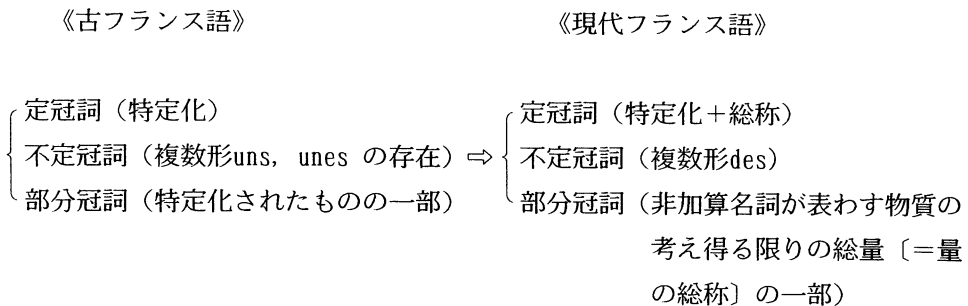 《古フランス語》　　《現代フランス語》
定冠詞（特定化）　　定冠詞（特定化＋総称）
不定冠詞（複数形uns, unes の存在）⇨ 不定冠詞（複数形des）
部分冠詞（特定化されたものの一部）　　部分冠詞（非加算名詞が表わす物質の
考え得る限りの総量〔＝量
の総称〕の一部）